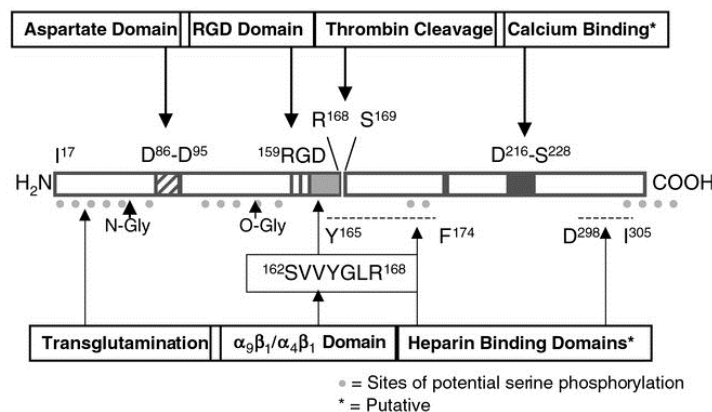 Aspartate Domain RGD Domain Thrombin Cleavage Calcium Binding*
R168 S169
I17 D86-D95 159RGD D216-S228
H2N COOH
N-Gly O-Gly Y165 F174 D298 I305
162SVVYGLR168
Transglutamination α9β1/α4β1 Domain Heparin Binding Domains*
= Sites of potential serine phosphorylation
* = Putative